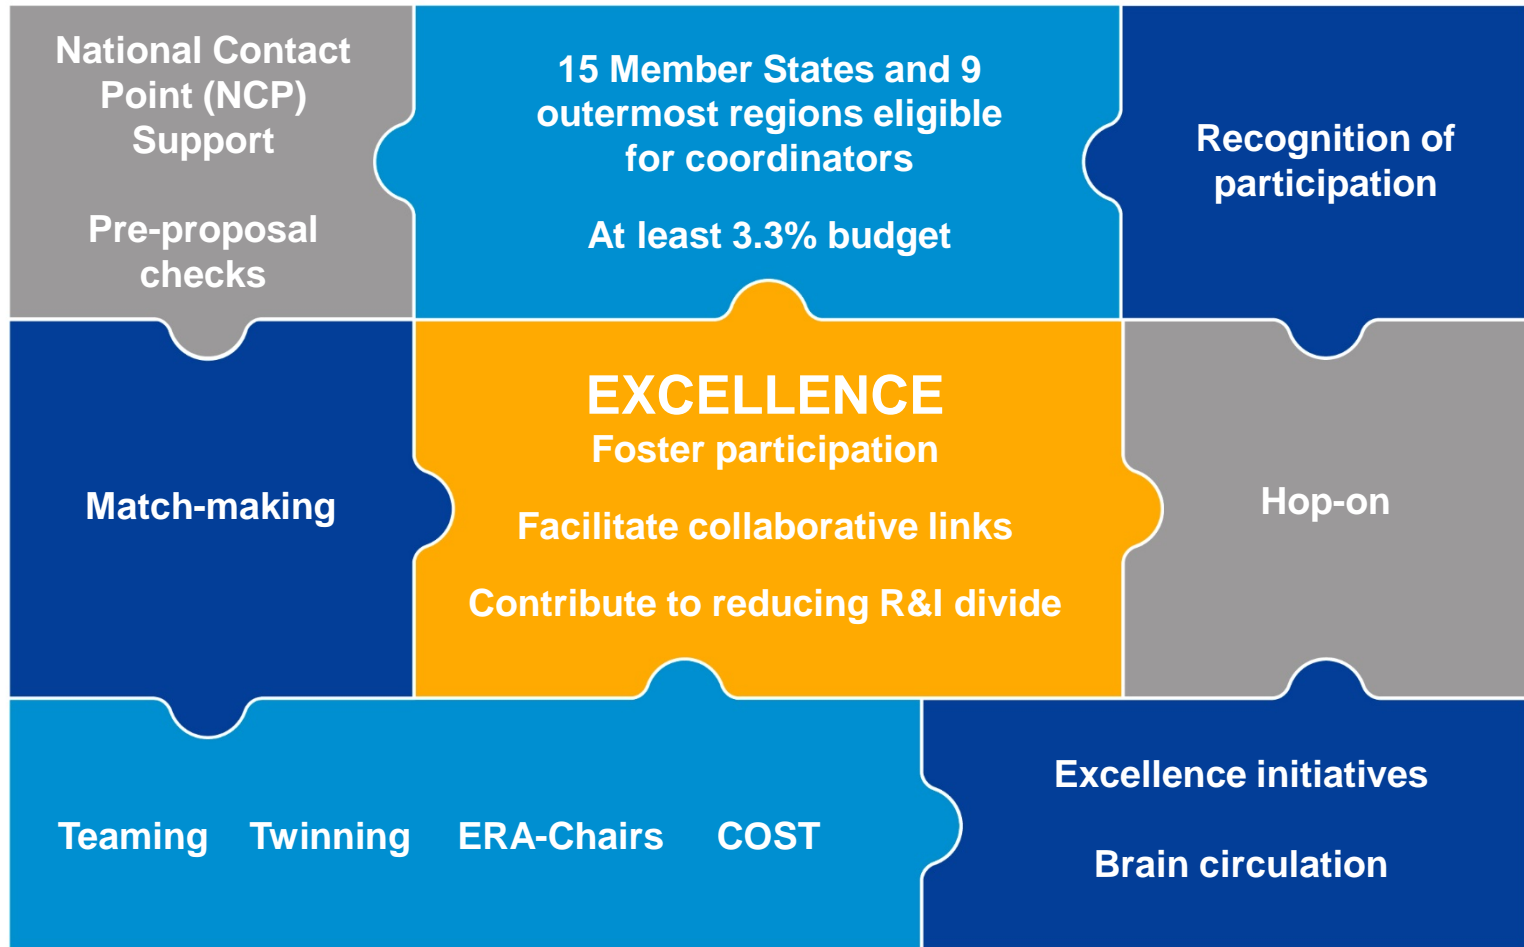 National Contact
Point (NCP)
Support
Pre-proposal
checks
15 Member States and 9
outermost regions eligible
for coordinators
At least 3.3% budget
Recognition of
participation
Match-making
EXCELLENCE
Foster participation
Facilitate collaborative links
Contribute to reducing R&I divide
Hop-on
Teaming Twinning ERA-Chairs COST
Excellence initiatives
Brain circulation